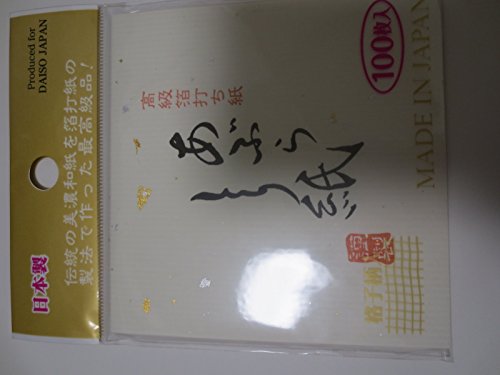 Produced for
DAISO JAPAN
伝統の美濃和紙を箔打紙の
製法で作った最高級品!
日本製
100枚入
高級箔打ち紙
あぶら
とり紙
格子柄
MADE IN JAPAN